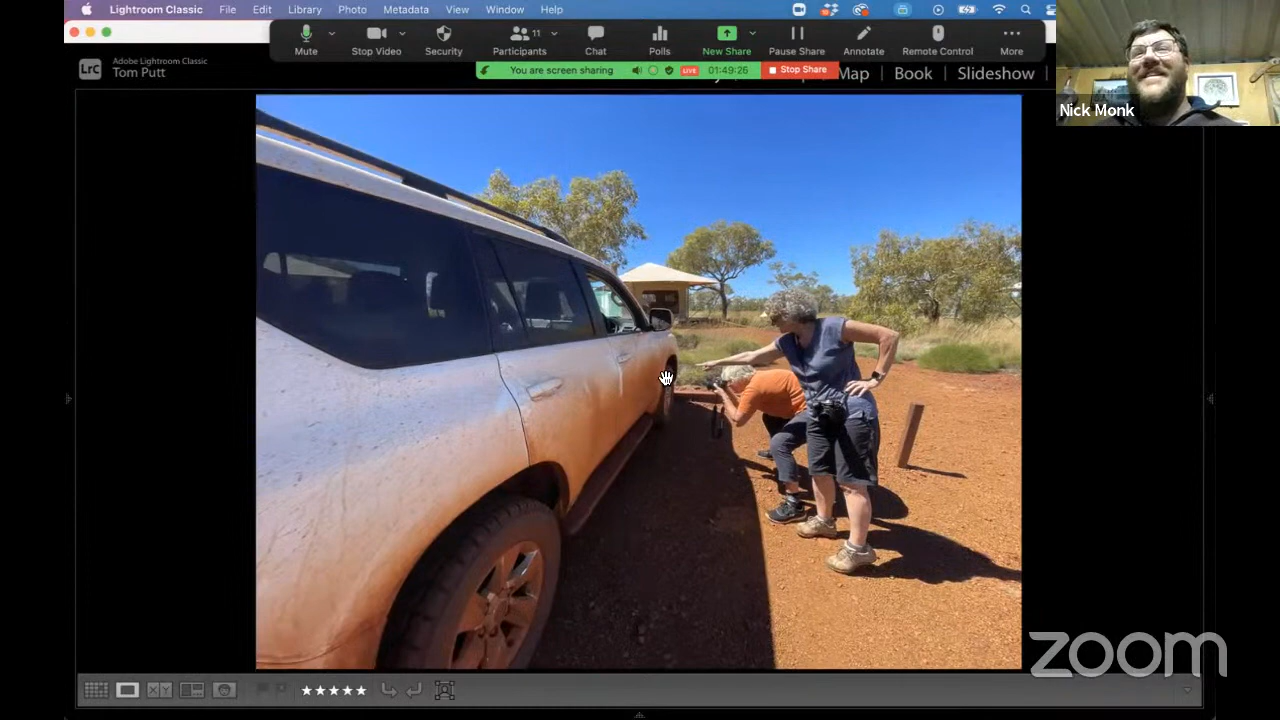 Lightroom Classic File Edit Library Photo Metadata View Window Help
Mute Stop Video Security Participants 11 Chat Polls New Share Pause Share Annotate Remote Control More
You are screen sharing LIVE 01:49:26 Stop Share
LrC Adobe Lightroom Classic
Tom Putt
Map Book Slideshow
Nick Monk
XY
zoom